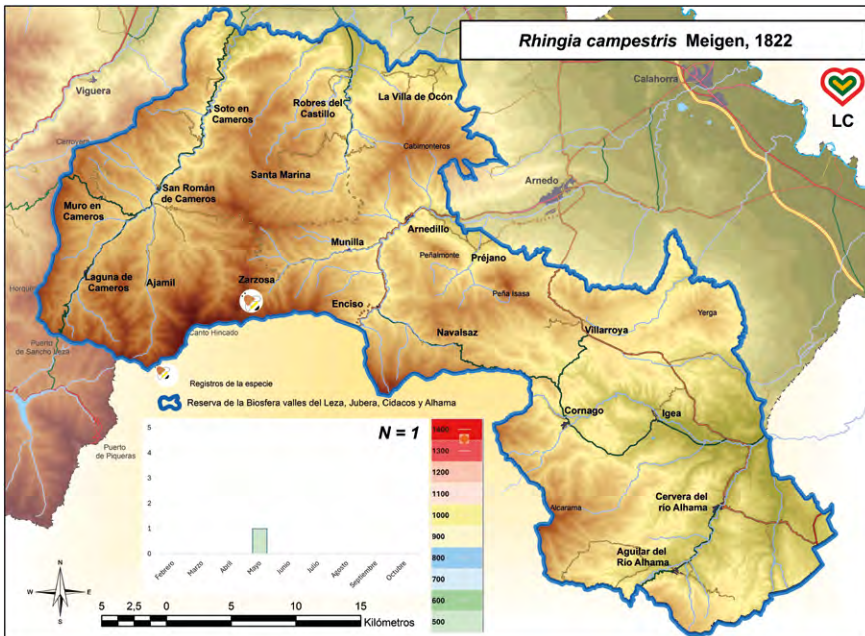 Rhingia campestris Meigen, 1822
LC
Calahorra
Viguera
Soto en
Cameros
Robres del
Castillo
La Villa de Ocón
Cabimonteros
Santa Marina
Arnedo
San Román
de Cameros
Muro en
Cameros
Arnedillo
Munilla
Préjano
Peñalmonte
Laguna de
Cameros
Ajamil
Zarzosa
Peña Isasa
Enciso
Navalsaz
Villarroya
Yerga
Canto Hincado
Puerto
de Sancho Leza
Registros de la especie
Reserva de la Biosfera valles del Leza, Jubera, Cidacos y Alhama
Cornago
Igea
Puerto
de Piqueras
Alcarama
Cervera del
río Alhama
Aguilar del
Río Alhama
N = 1
5
4
3
2
1
0
Febrero
Marzo
Abril
Mayo
Junio
Julio
Agosto
Septiembre
Octubre
1400
1300
1200
1100
1000
900
800
700
600
500
N
W
E
S
5 2,5 0 5 10 15
Kilómetros